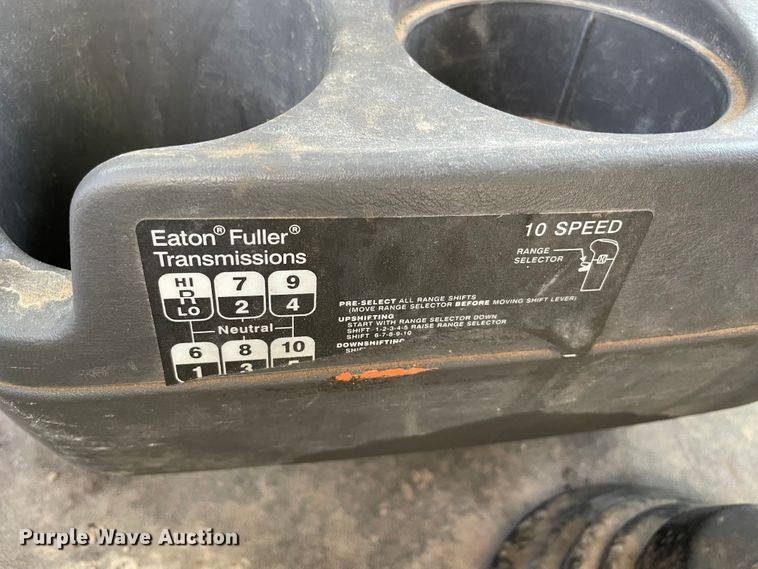 Eaton® Fuller®
Transmissions
10 SPEED
RANGE
SELECTOR
HI 7 9
R
LO 2 4
Neutral
6 8 10
1 3
PRE-SELECT ALL RANGE SHIFTS
(MOVE RANGE SELECTOR BEFORE MOVING SHIFT LEVER)
UPSHIFTING
START WITH RANGE SELECTOR DOWN
SHIFT 1-2-3-4-5 RAISE RANGE SELECTOR
SHIFT 6-7-8-9-10
DOWNSHIFTING
Purple Wave Auction